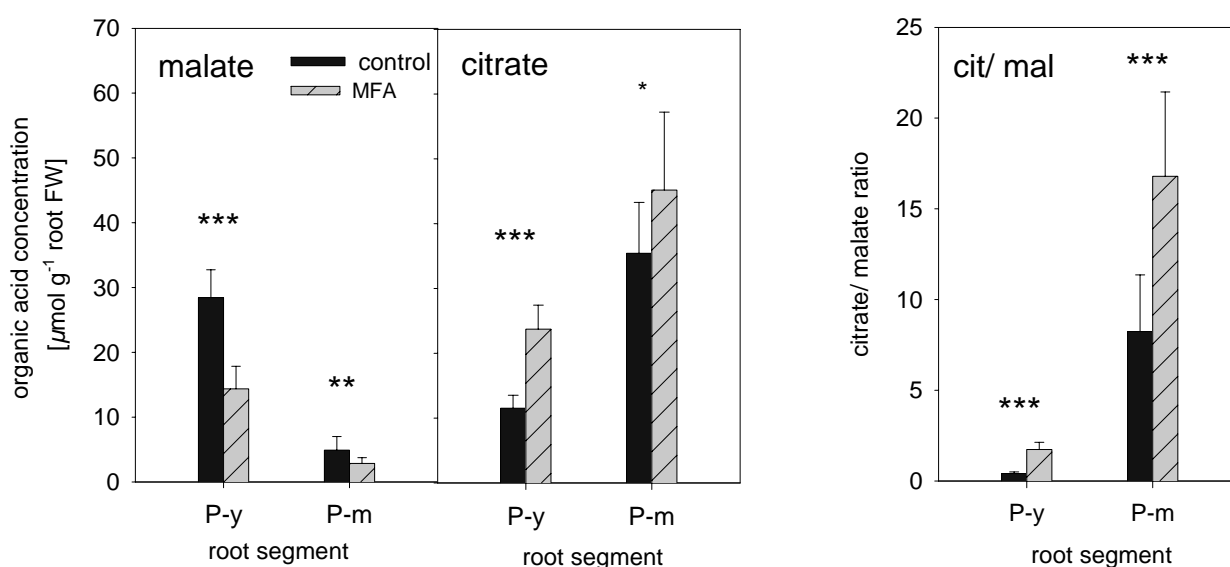 organic acid concentration
[µmol g-1 root FW]
70
60
50
40
30
20
10
0
malate
control
MFA
***
**
P-y
P-m
root segment
citrate
***
*
P-y
P-m
root segment
citrate/ malate ratio
25
20
15
10
5
0
cit/ mal
***
***
P-y
P-m
root segment